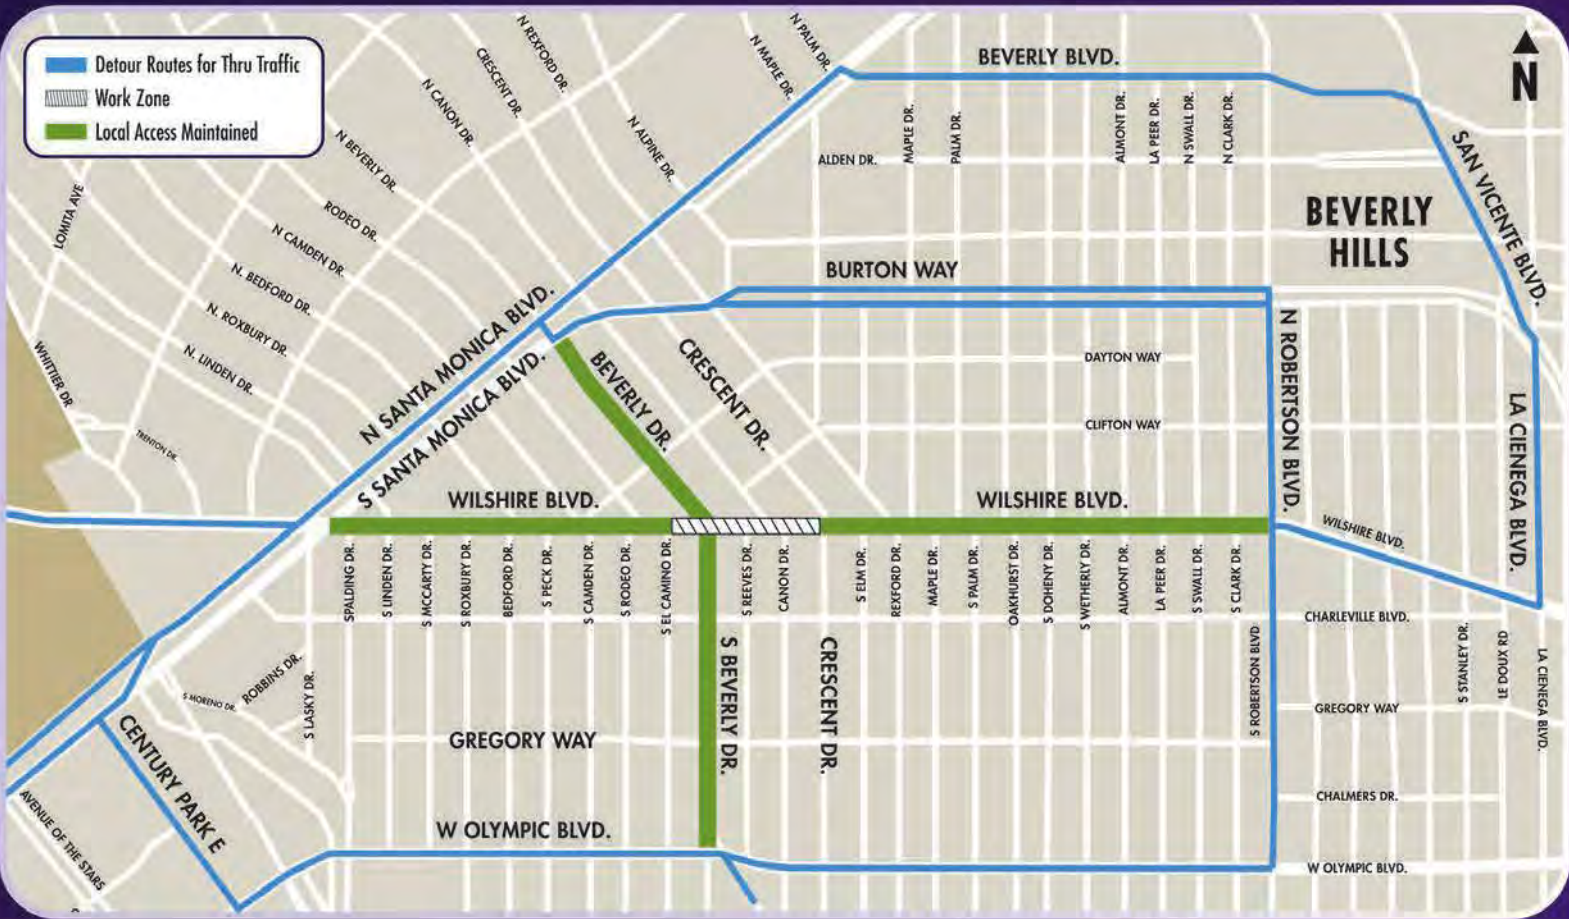 Detour Routes for Thru Traffic
Work Zone
Local Access Maintained
N
BEVERLY BLVD.
N PALM DR.
N MAPLE DR.
N REXFORD DR.
CRESCENT DR.
N CANON DR.
N ALPINE DR.
N BEVERLY DR.
RODEO DR.
N CAMDEN DR.
N. BEDFORD DR.
N. ROXBURY DR.
N. LINDEN DR.
LOMITA AVE
WHITTIER DR
TRENTON DR.
ALDEN DR.
MAPLE DR.
PALM DR.
ALMONT DR.
LA PEER DR.
N SWALL DR.
N CLARK DR.
SAN VICENTE BLVD.
BEVERLY
HILLS
BURTON WAY
N SANTA MONICA BLVD.
S SANTA MONICA BLVD.
BEVERLY DR.
CRESCENT DR.
DAYTON WAY
CLIFTON WAY
N ROBERTSON BLVD.
LA CIENEGA BLVD.
WILSHIRE BLVD.
WILSHIRE BLVD.
WILSHIRE BLVD.
SPALDING DR.
S LINDEN DR.
S MCCARTY DR.
S ROXBURY DR.
BEDFORD DR.
S PECK DR.
S CAMDEN DR.
S RODEO DR.
S EL CAMINO DR.
S REEVES DR.
CANON DR.
S ELM DR.
REXFORD DR.
MAPLE DR.
S PALM DR.
OAKHURST DR.
S DOHENY DR.
S WETHERLY DR.
ALMONT DR.
LA PEER DR.
S SWALL DR.
S CLARK DR.
CHARLEVILLE BLVD.
S ROBERTSON BLVD
S STANLEY DR.
LE DOUX RD
LA CIENEGA BLVD.
S BEVERLY DR.
CRESCENT DR.
ROBBINS DR.
S MORENO DR.
S LASKY DR.
GREGORY WAY
GREGORY WAY
CENTURY PARK E
AVENUE OF THE STARS
CHALMERS DR.
W OLYMPIC BLVD.
W OLYMPIC BLVD.